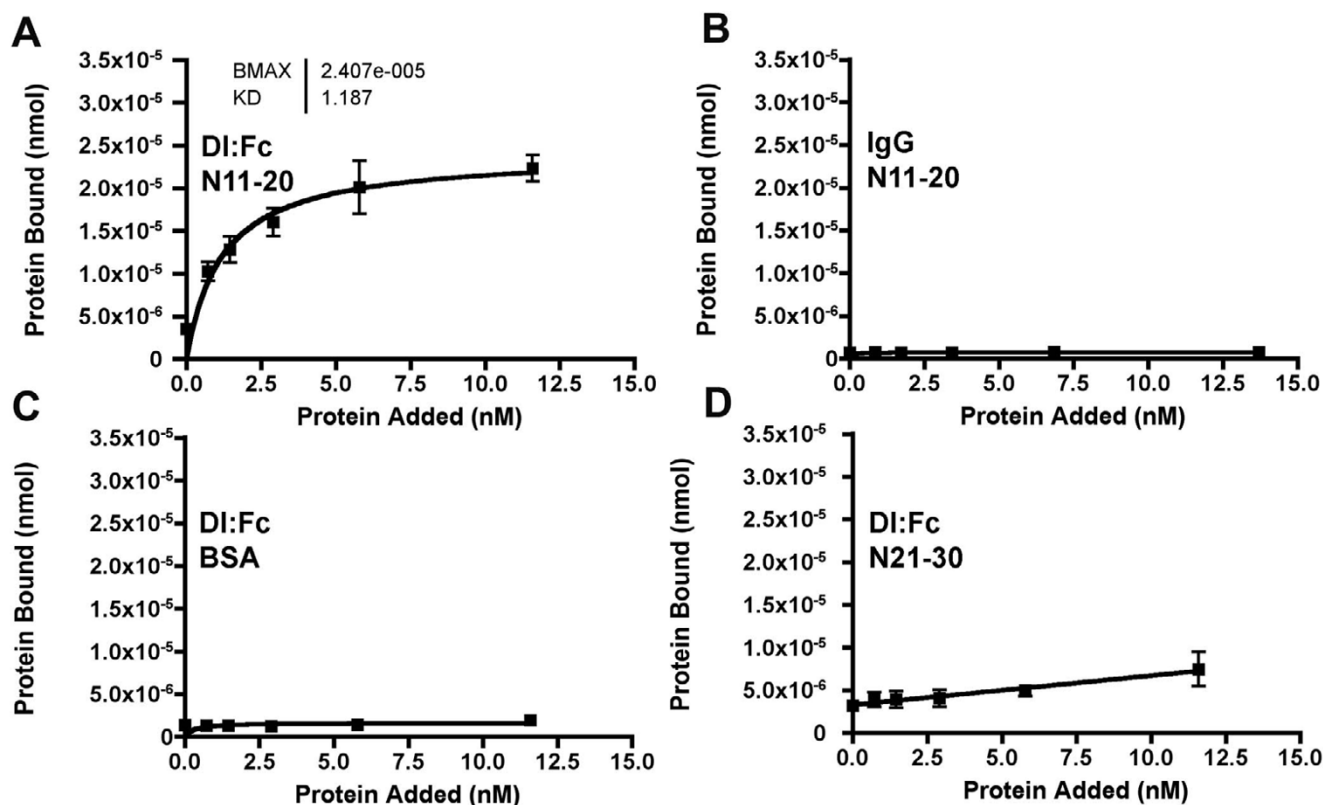 A
3.5x10-5
3.0x10-5
2.5x10-5
2.0x10-5
1.5x10-5
1.0x10-5
5.0x10-6
0
Protein Bound (nmol)
BMAX 2.407e-005
KD 1.187
DI:Fc
N11-20
0.0 2.5 5.0 7.5 10.0 12.5 15.0
Protein Added (nM)
B
3.5x10-5
3.0x10-5
2.5x10-5
2.0x10-5
1.5x10-5
1.0x10-5
5.0x10-6
0
Protein Bound (nmol)
IgG
N11-20
0.0 2.5 5.0 7.5 10.0 12.5 15.0
Protein Added (nM)
C
3.5x10-5
3.0x10-5
2.5x10-5
2.0x10-5
1.5x10-5
1.0x10-5
5.0x10-6
0
Protein Bound (nmol)
DI:Fc
BSA
0.0 2.5 5.0 7.5 10.0 12.5 15.0
Protein Added (nM)
D
3.5x10-5
3.0x10-5
2.5x10-5
2.0x10-5
1.5x10-5
1.0x10-5
5.0x10-6
0
Protein Bound (nmol)
DI:Fc
N21-30
0.0 2.5 5.0 7.5 10.0 12.5 15.0
Protein Added (nM)